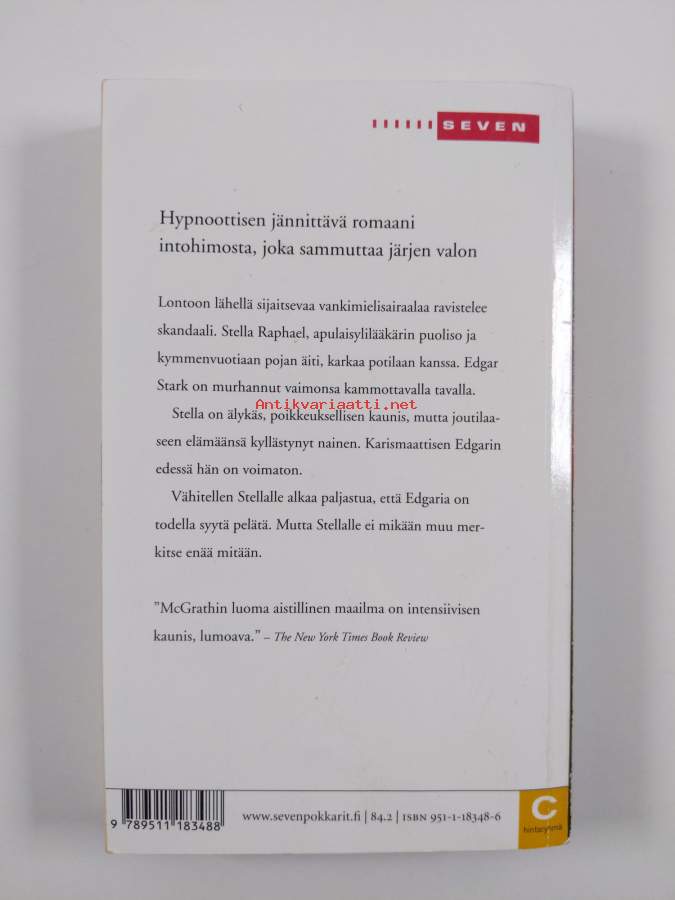 SEVEN
Hypnoottisen jännittävä romaani
intohimosta, joka sammuttaa järjen valon
Lontoon lähellä sijaitsevaa vankimielisairaalaa ravistelee
skandaali. Stella Raphael, apulaisylilääkärin puoliso ja
kymmenvuotiaan pojan äiti, karkaa potilaan kanssa. Edgar
Stark on murhannut vaimonsa kammottavalla tavalla.
Antikvariaatti.net
Stella on älykäs, poikkeuksellisen kaunis, mutta joutilaa-
seen elämäänsä kyllästynyt nainen. Karismaattisen Edgarin
edessä hän on voimaton.
Vähitellen Stellalle alkaa paljastua, että Edgaria on
todella syytä pelätä. Mutta Stellalle ei mikään muu mer-
kitse enää mitään.
”McGrathin luoma aistillinen maailma on intensiivisen
kaunis, lumoava.” – The New York Times Book Review
9 789511 183488
www.sevenpokkarit.fi | 84.2 | ISBN 951-1-18348-6
C
hintaryhmä